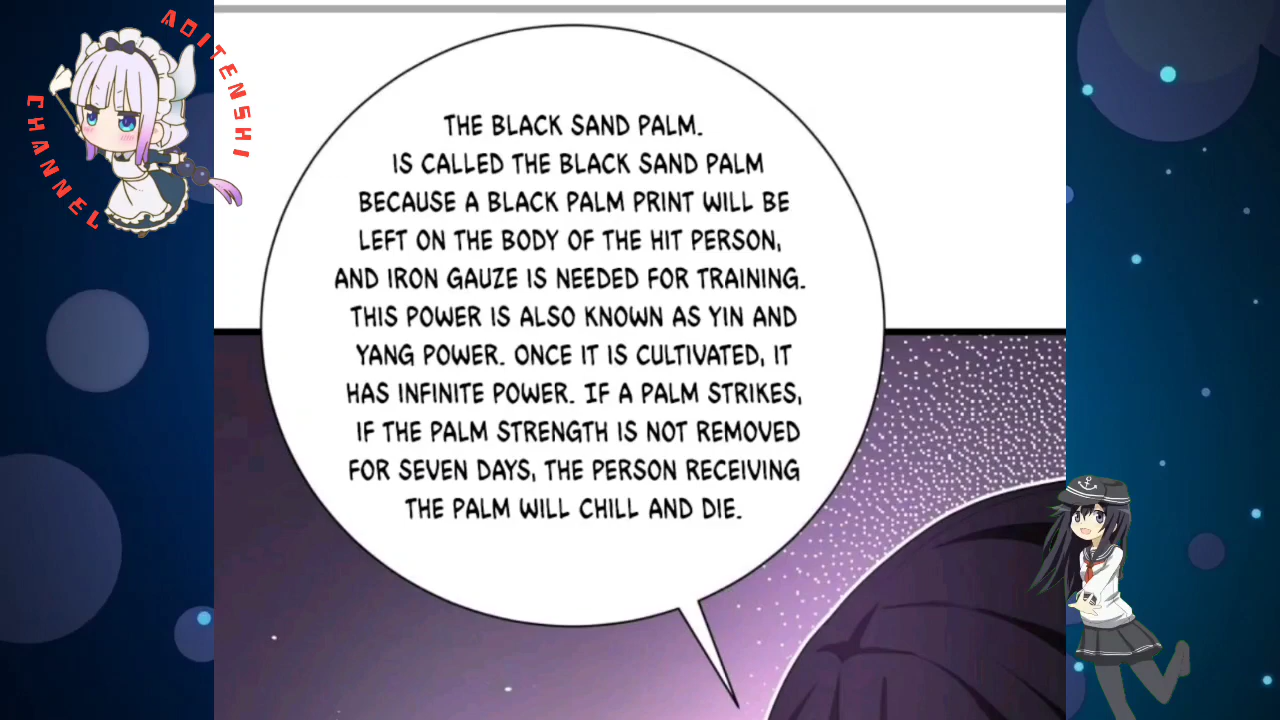 AOITENSHI
CHANNEL
THE BLACK SAND PALM.
IS CALLED THE BLACK SAND PALM
BECAUSE A BLACK PALM PRINT WILL BE
LEFT ON THE BODY OF THE HIT PERSON,
AND IRON GAUZE IS NEEDED FOR TRAINING.
THIS POWER IS ALSO KNOWN AS YIN AND
YANG POWER. ONCE IT IS CULTIVATED, IT
HAS INFINITE POWER. IF A PALM STRIKES,
IF THE PALM STRENGTH IS NOT REMOVED
FOR SEVEN DAYS, THE PERSON RECEIVING
THE PALM WILL CHILL AND DIE.